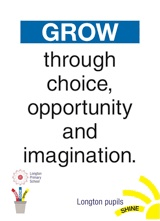 GROW
through
choice,
opportunity
and
imagination.
Longton
Primary
School
Longton pupils
SHINE